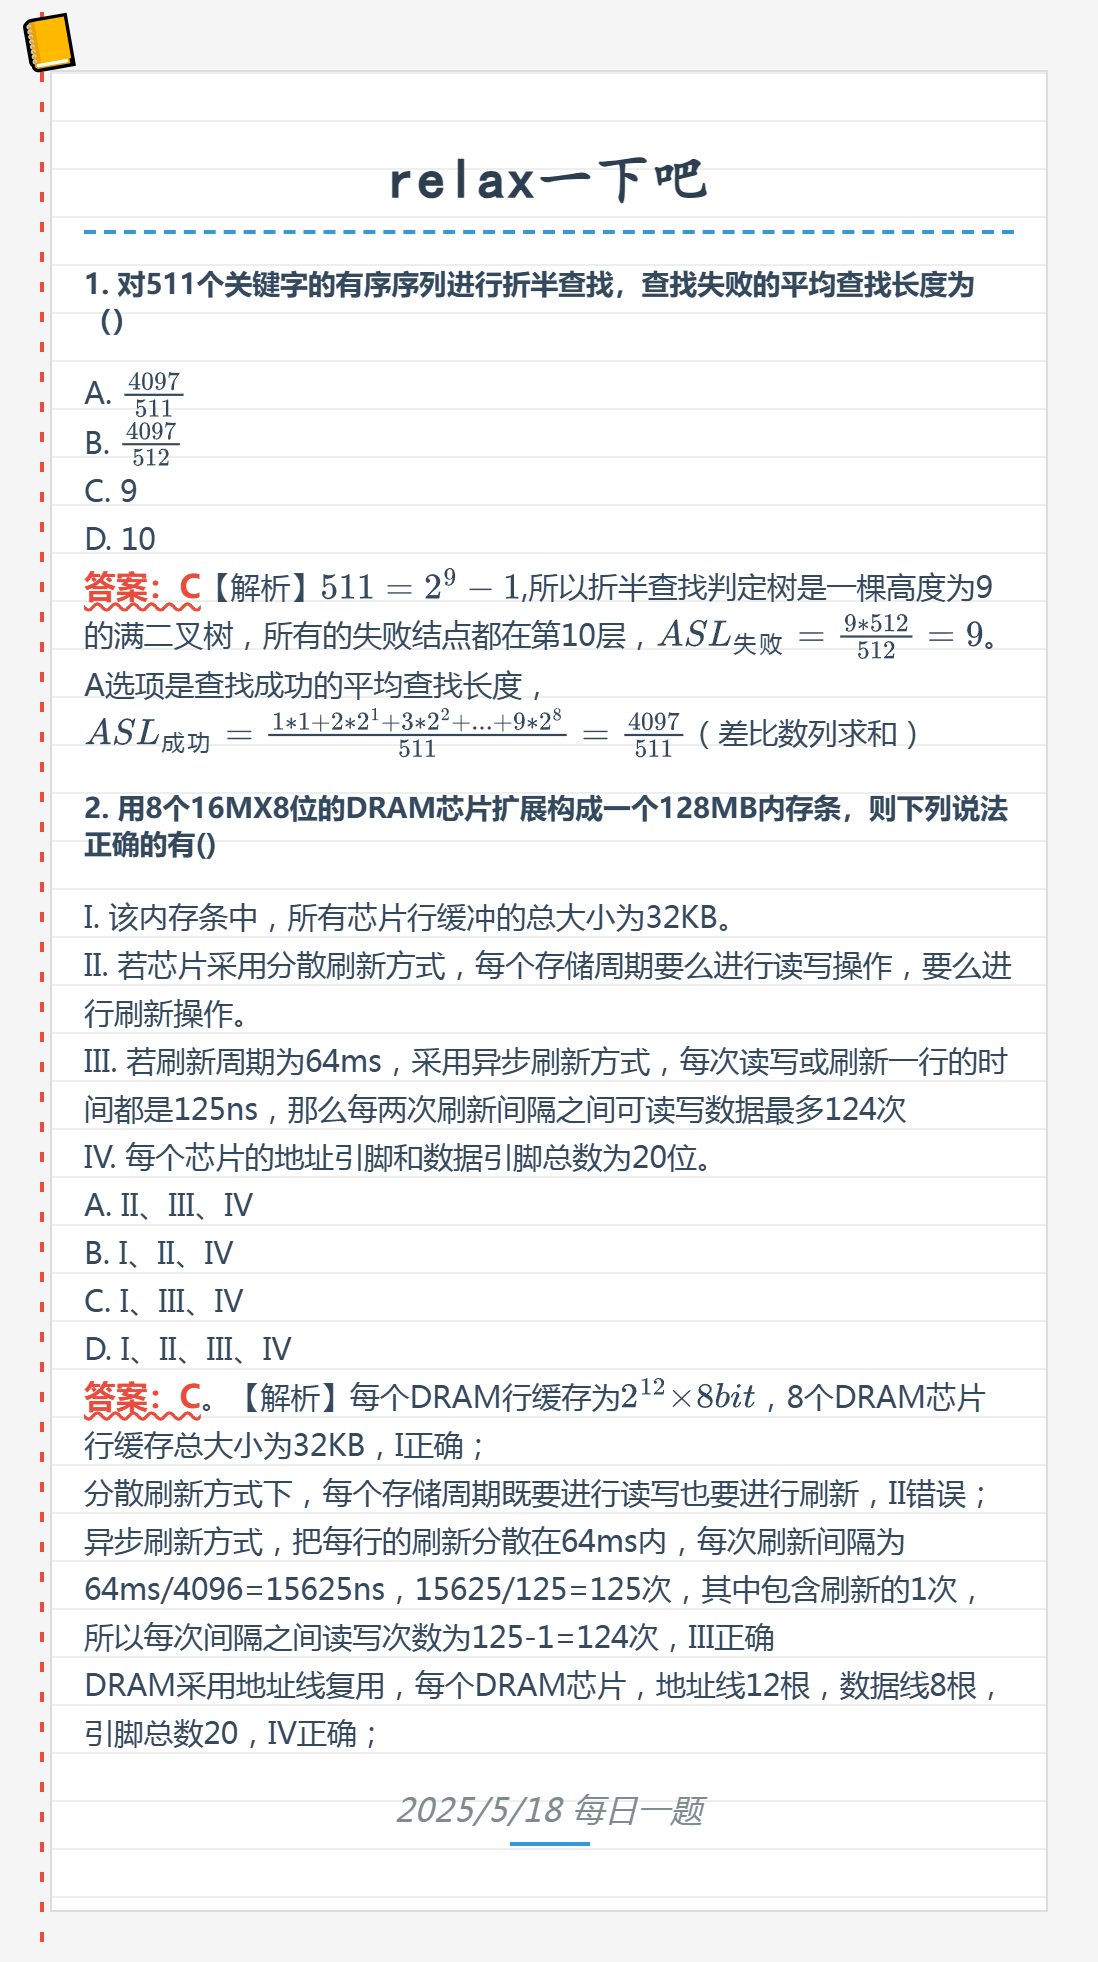 relax一下吧
1. 对511个关键字的有序序列进行折半查找，查找失败的平均查找长度为
（）
A. $\frac{4097}{511}$
B. $\frac{4097}{512}$
C. 9
D. 10
答案：C【解析】$511 = 2^9 - 1$,所以折半查找判定树是一棵高度为9
的满二叉树，所有的失败结点都在第10层，$ASL_{失败} = \frac{9*512}{512} = 9$。
A选项是查找成功的平均查找长度，
$ASL_{成功} = \frac{1*1+2*2^1+3*2^2+...+9*2^8}{511} = \frac{4097}{511}$（差比数列求和）
2. 用8个16MX8位的DRAM芯片扩展构成一个128MB内存条，则下列说法
正确的有()
I. 该内存条中，所有芯片行缓冲的总大小为32KB。
II. 若芯片采用分散刷新方式，每个存储周期要么进行读写操作，要么进
行刷新操作。
III. 若刷新周期为64ms，采用异步刷新方式，每次读写或刷新一行的时
间都是125ns，那么每两次刷新间隔之间可读写数据最多124次
IV. 每个芯片的地址引脚和数据引脚总数为20位。
A. II、III、IV
B. I、II、IV
C. I、III、IV
D. I、II、III、IV
答案：C。【解析】每个DRAM行缓存为$2^{12}×8bit$，8个DRAM芯片
行缓存总大小为32KB，I正确；
分散刷新方式下，每个存储周期既要进行读写也要进行刷新，II错误；
异步刷新方式，把每行的刷新分散在64ms内，每次刷新间隔为
64ms/4096=15625ns，15625/125=125次，其中包含刷新的1次，
所以每次间隔之间读写次数为125-1=124次，III正确
DRAM采用地址线复用，每个DRAM芯片，地址线12根，数据线8根，
引脚总数20，IV正确；
2025/5/18 每日一题